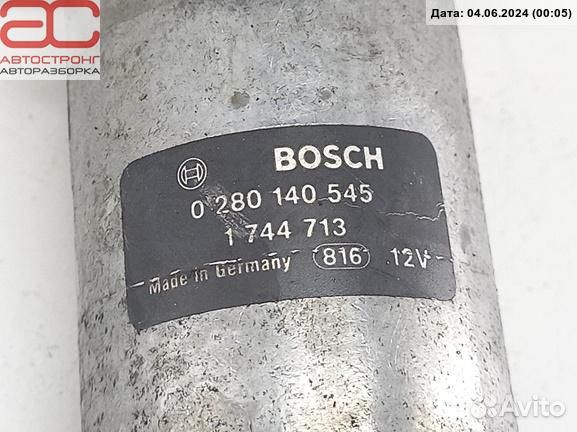 Дата: 04.06.2024 (00:05)
АС
АВТОСТРОНГ
АВТОРАЗБОРКА
BOSCH
0 280 140 545
1 744 713
Made in Germany 816 12V
Avito